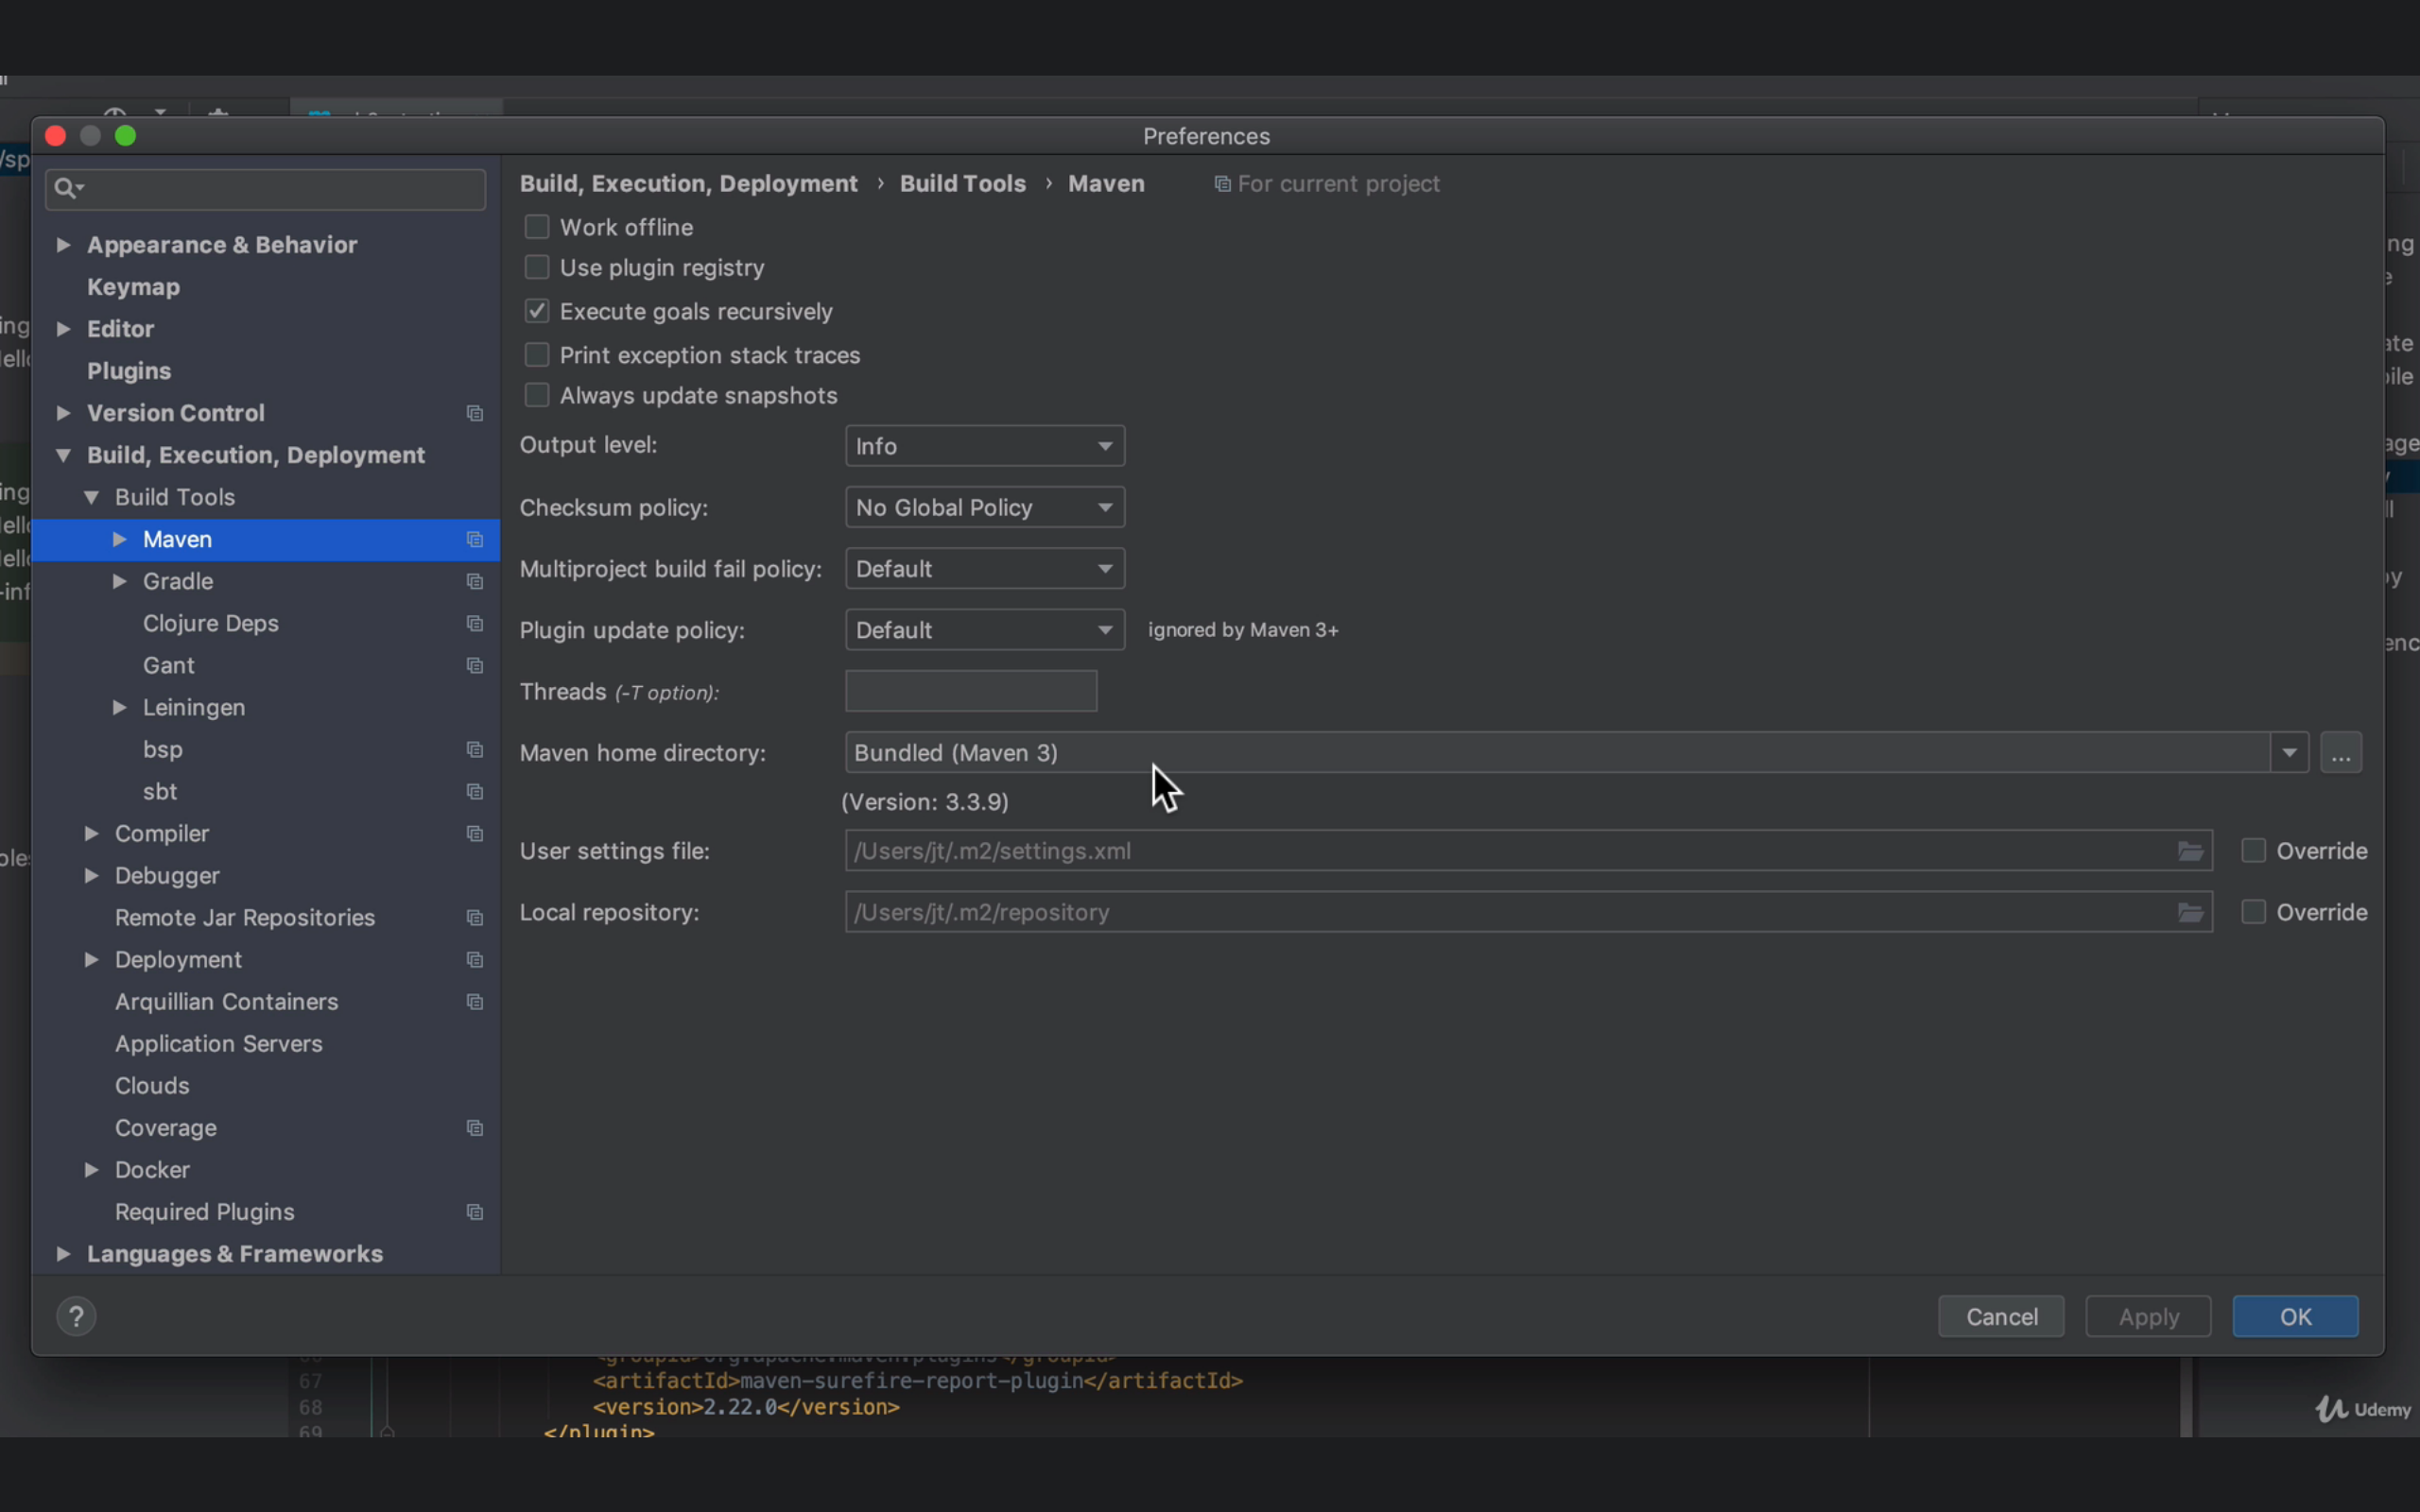 Preferences
Build, Execution, Deployment › Build Tools › Maven For current project
Appearance & Behavior
Keymap
Editor
Plugins
Version Control
Build, Execution, Deployment
Build Tools
Maven
Gradle
Clojure Deps
Gant
Leiningen
bsp
sbt
Compiler
Debugger
Remote Jar Repositories
Deployment
Arquillian Containers
Application Servers
Clouds
Coverage
Docker
Required Plugins
Languages & Frameworks
Work offline
Use plugin registry
Execute goals recursively
Print exception stack traces
Always update snapshots
Output level: Info
Checksum policy: No Global Policy
Multiproject build fail policy: Default
Plugin update policy: Default ignored by Maven 3+
Threads (-T option):
Maven home directory: Bundled (Maven 3) ...
(Version: 3.3.9)
User settings file: /Users/jt/.m2/settings.xml Override
Local repository: /Users/jt/.m2/repository Override
? Cancel Apply OK
67 <artifactId>maven-surefire-report-plugin</artifactId>
68 <version>2.22.0</version>
69 </plugin>
Udemy